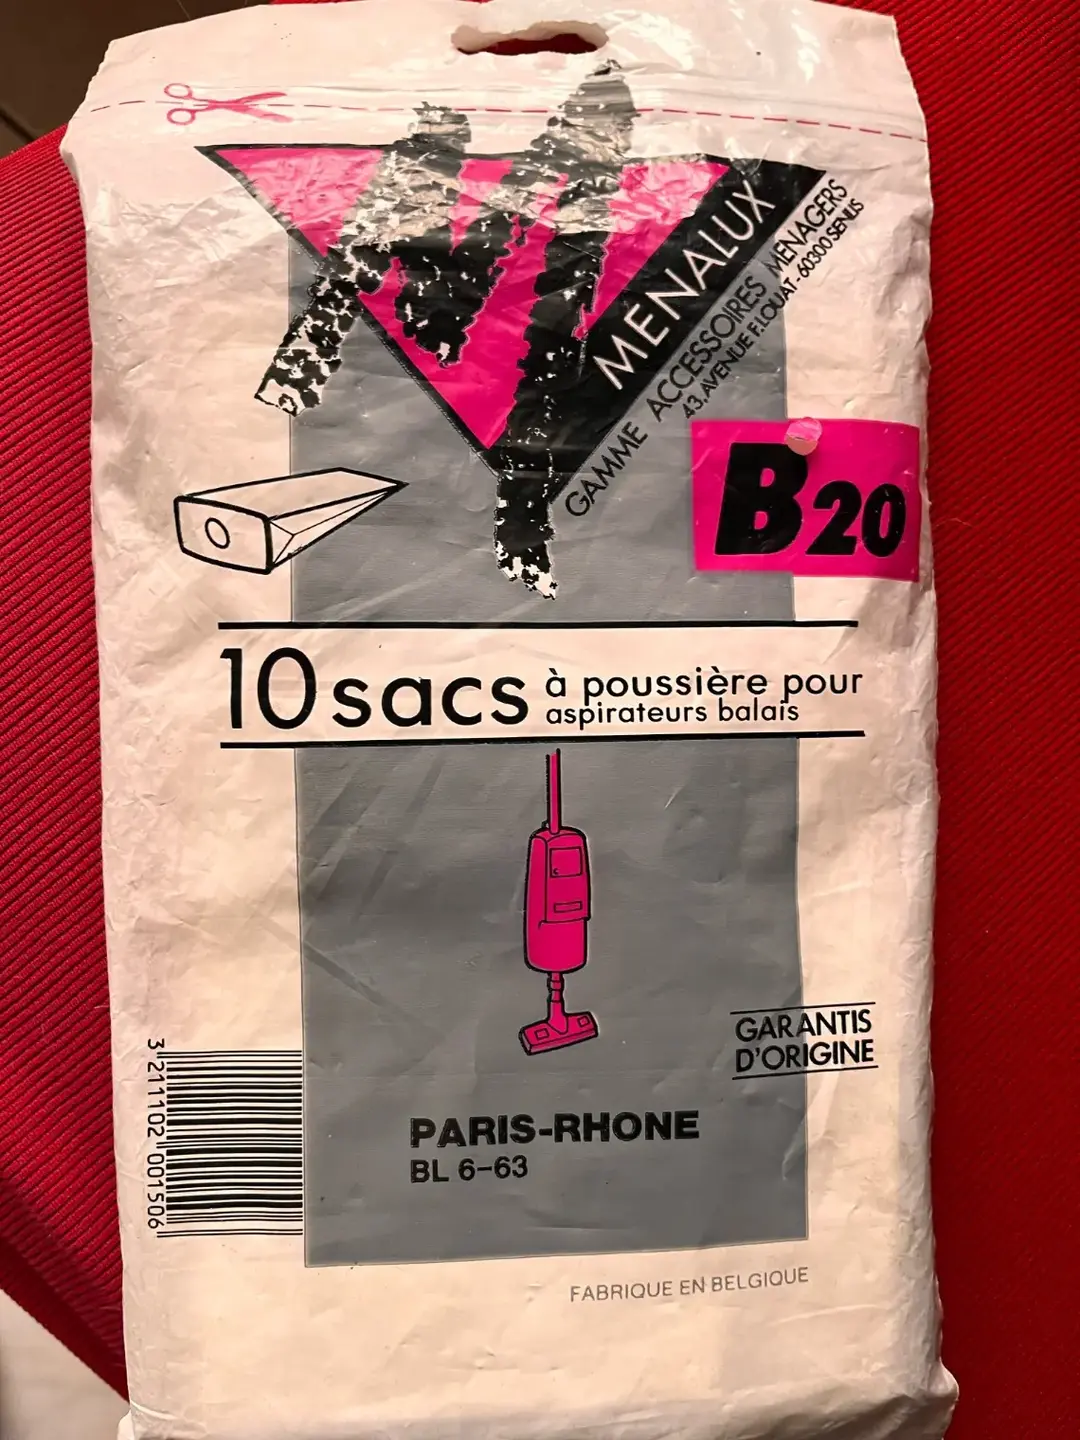 MENALUX
GAMME ACCESSOIRES MENAGERS
43, AVENUE F.LOUAT - 60300 SENLIS
B20
10 sacs à poussière pour
aspirateurs balais
GARANTIS
D'ORIGINE
PARIS-RHONE
BL 6-63
3 211102 001506
FABRIQUE EN BELGIQUE